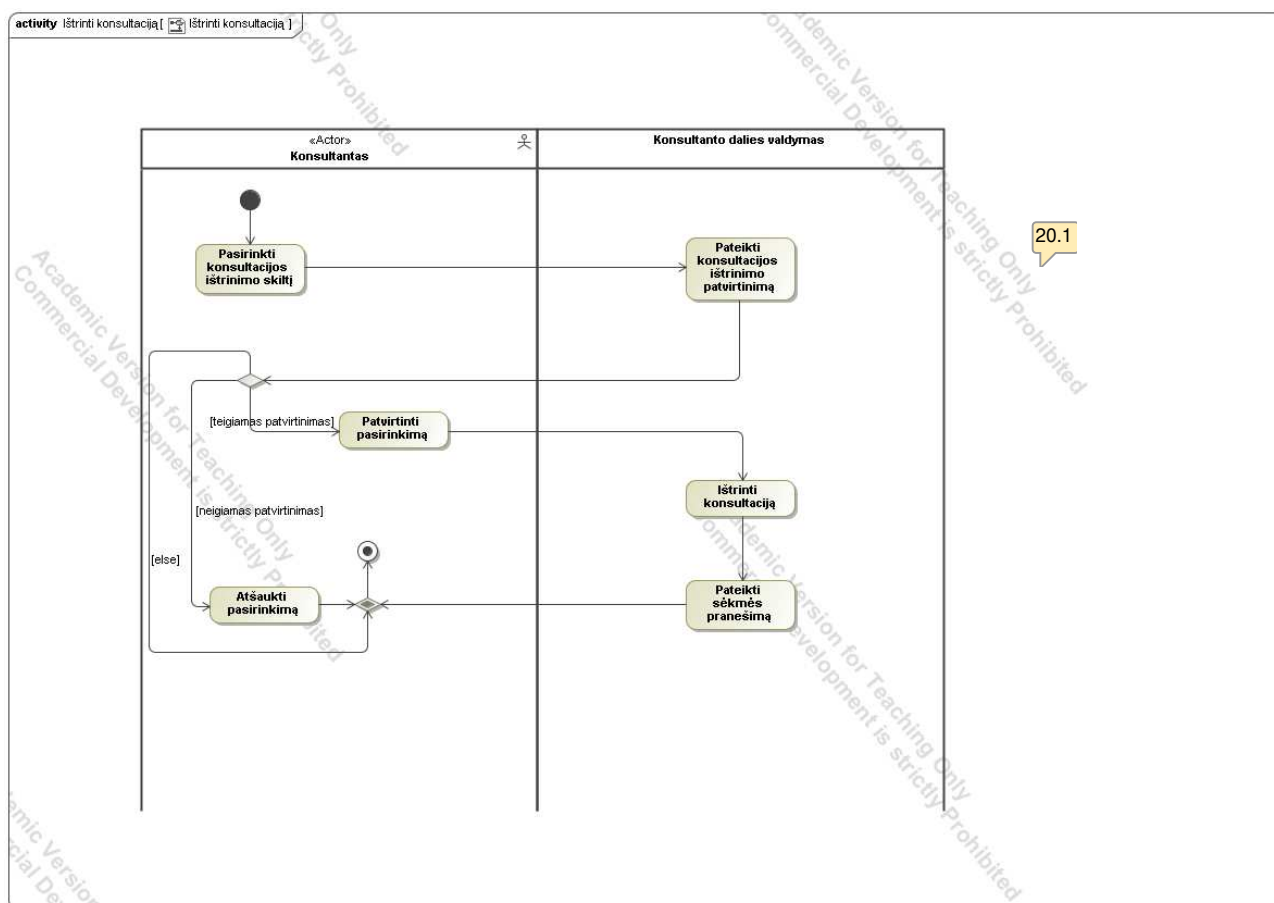 activity Ištrinti konsultaciją[ Ištrinti konsultaciją ]
«Actor»
Konsultantas
Konsultanto dalies valdymas
Pasirinkti
konsultacijos
ištrinimo skiltį
Pateikti
konsultacijos
ištrinimo
patvirtinimą
20.1
[teigiamas patvirtinimas]
Patvirtinti
pasirinkimą
Ištrinti
konsultaciją
[neigiamas patvirtinimas]
[else]
Atšaukti
pasirinkimą
Pateikti
sėkmės
pranešimą
Academic Version for Teaching Only
Commercial Development is strictly Prohibited